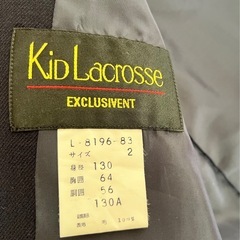 Kid Lacrosse
EXCLUSIVENT
L-8196-83
サイズ 2
身長 130
胸囲 64
胴囲 56
130A